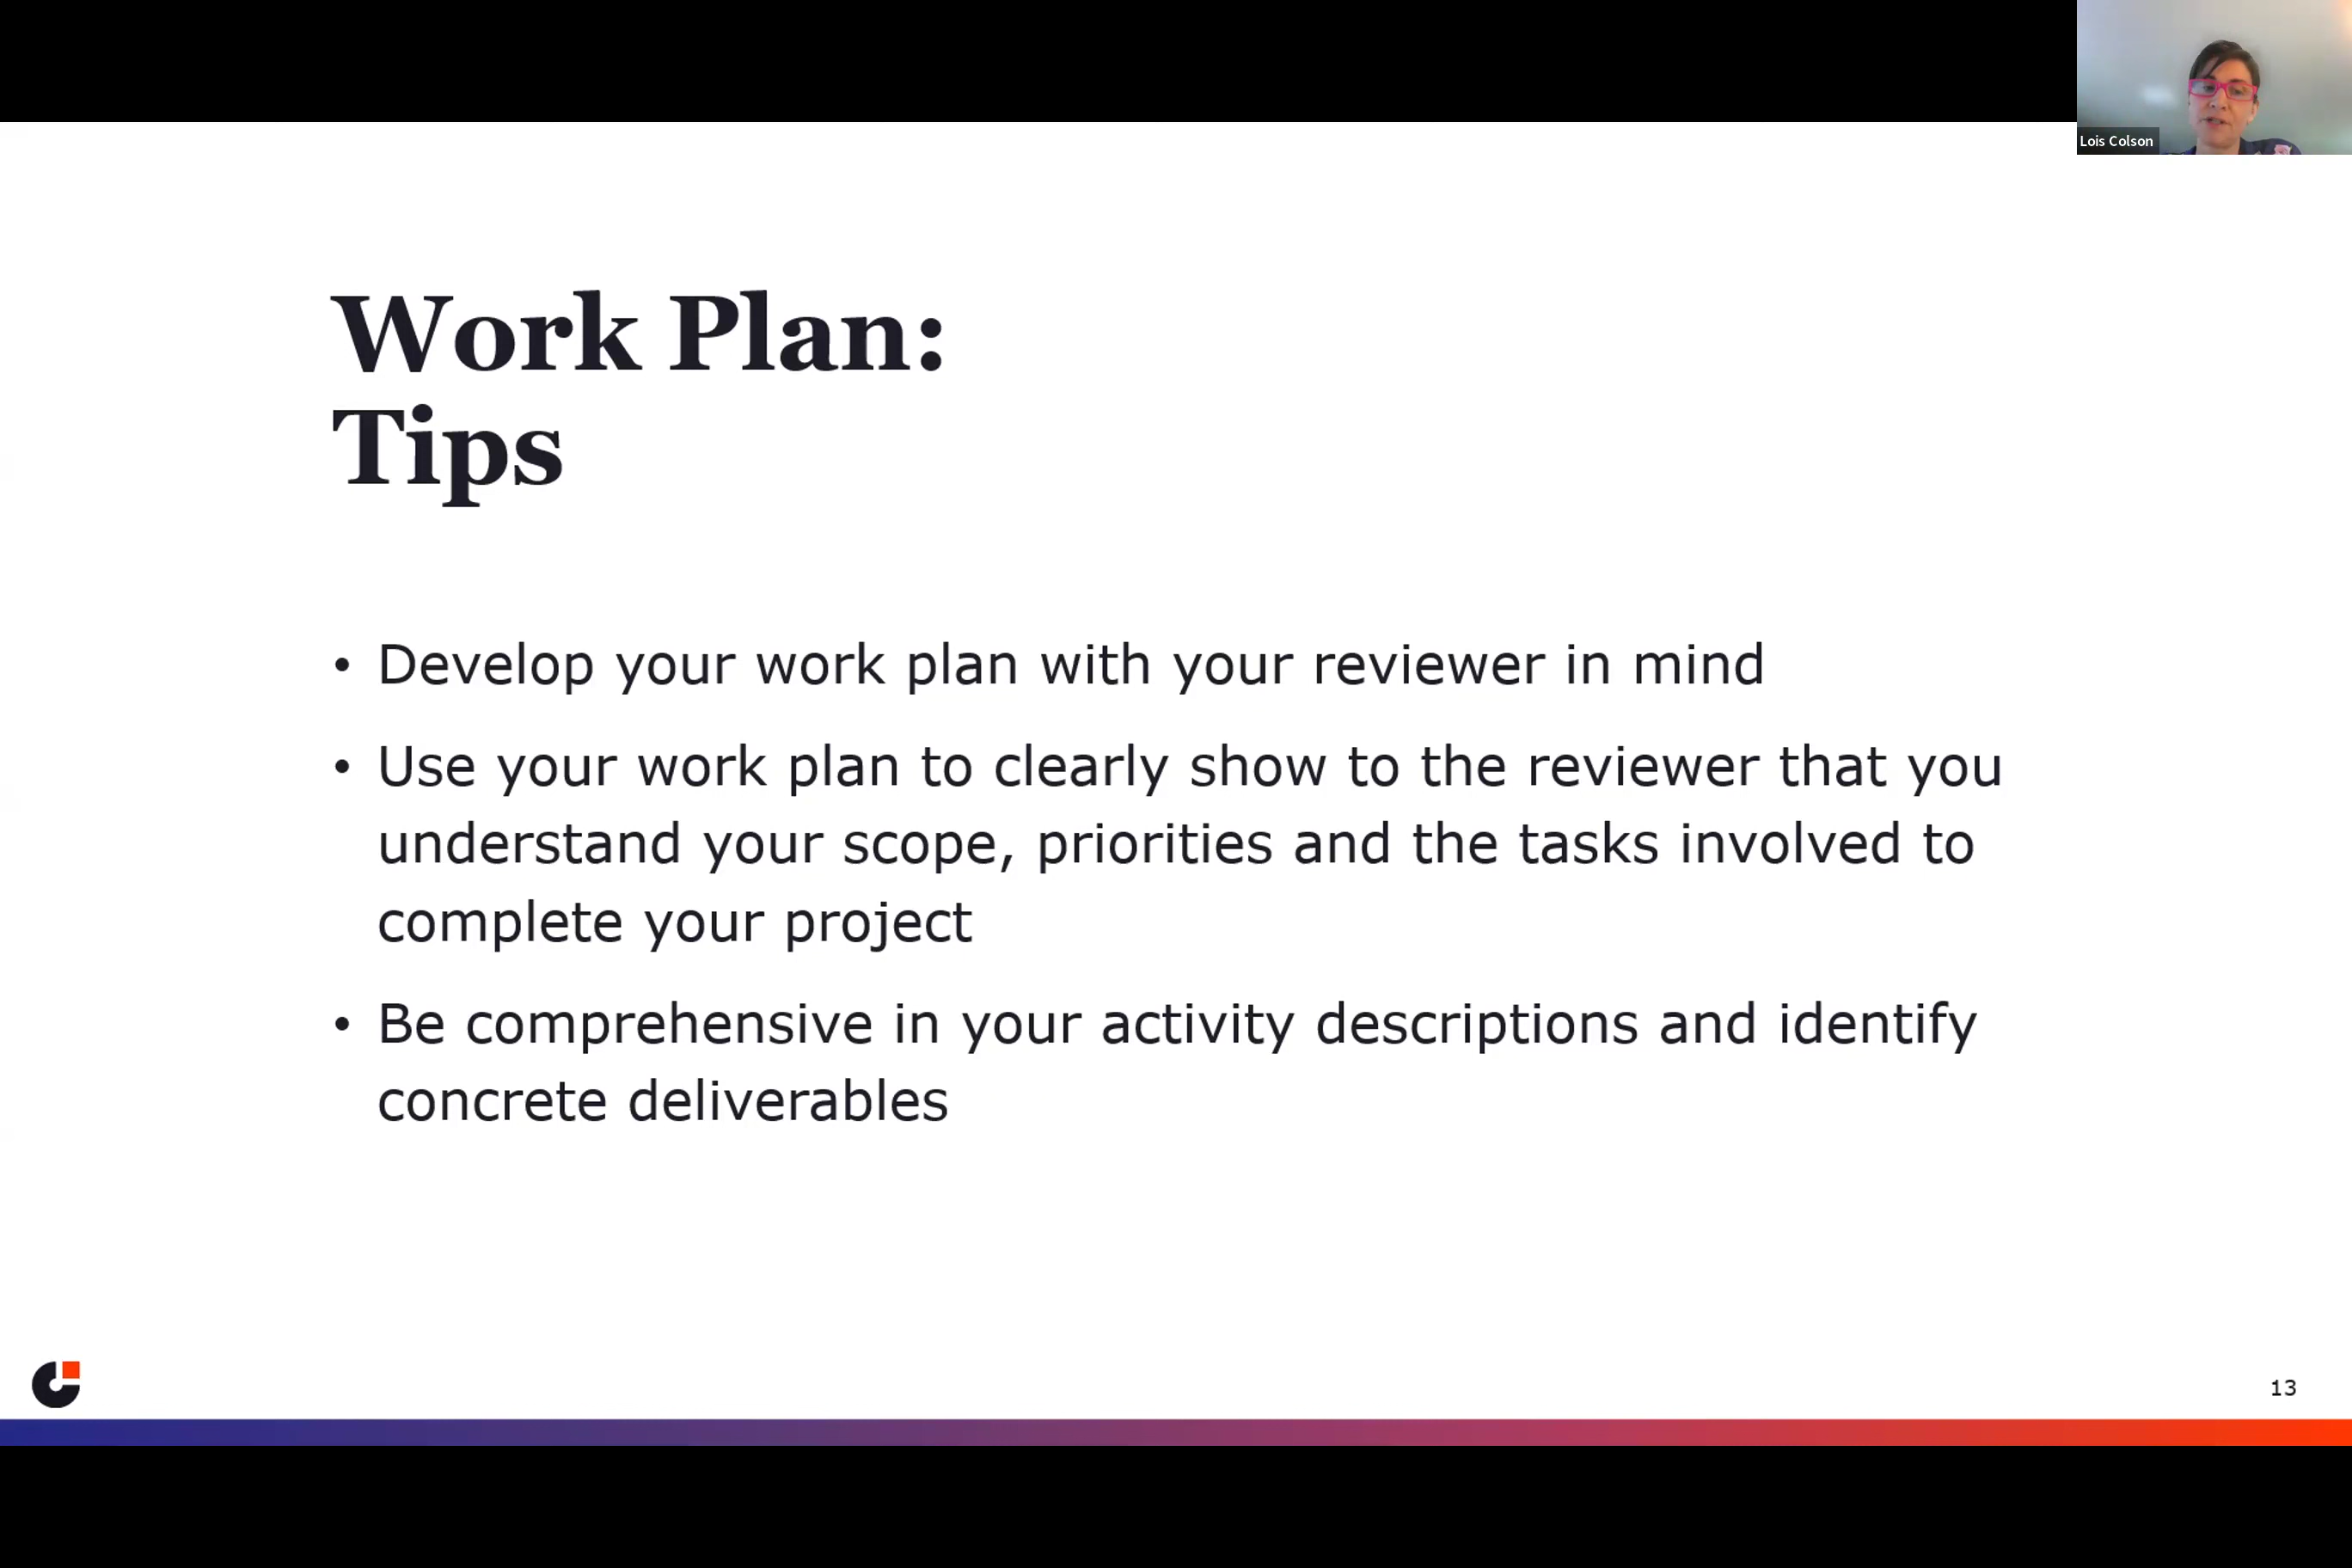 Lois Colson
Work Plan:
Tips
• Develop your work plan with your reviewer in mind
• Use your work plan to clearly show to the reviewer that you
understand your scope, priorities and the tasks involved to
complete your project
• Be comprehensive in your activity descriptions and identify
concrete deliverables
13